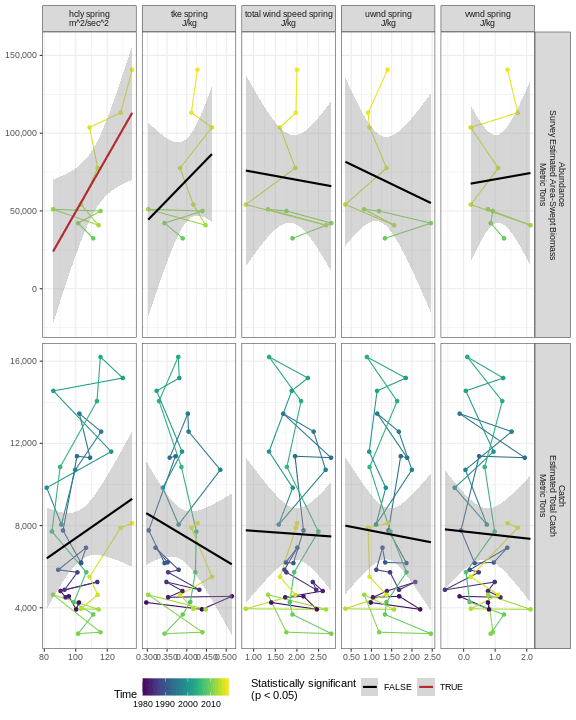 hcly spring
m^2/sec^2
tke spring
J/kg
total wind speed spring
J/kg
uwnd spring
J/kg
vwnd spring
J/kg
150,000
100,000
50,000
0
Abundance
Survey Estimated Area-Swept Biomass
Metric Tons
16,000
12,000
8,000
4,000
Catch
Estimated Total Catch
Metric Tons
80 100 120
0.300 0.350 0.400 0.450 0.500
1.00 1.50 2.00 2.50
0.50 1.00 1.50 2.00 2.50
0.0 1.0 2.0
Time
1980 1990 2000 2010
Statistically significant
(p < 0.05)
FALSE
TRUE